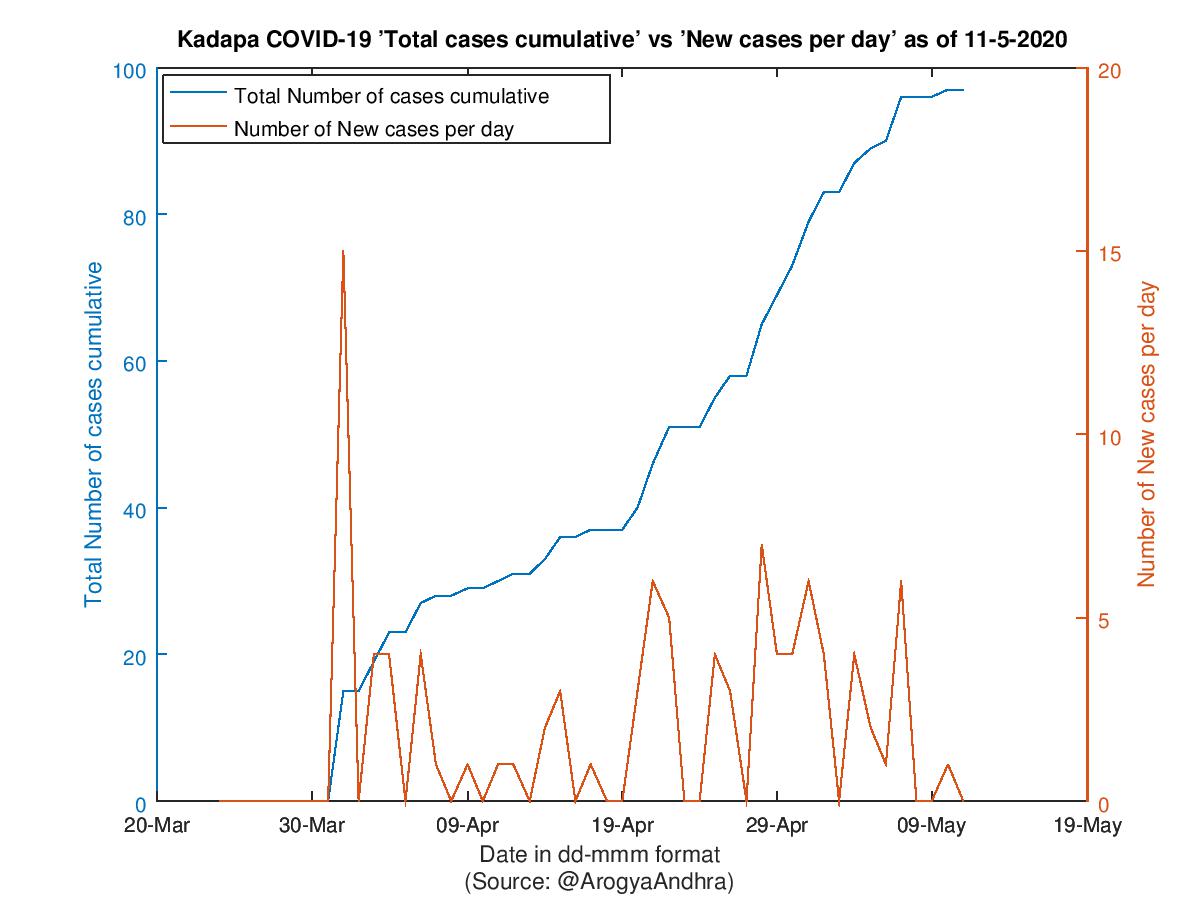 Kadapa COVID-19 ’Total cases cumulative’ vs ’New cases per day’ as of 11-5-2020
Total Number of cases cumulative
Number of New cases per day
100
80
60
40
20
0
Total Number of cases cumulative
20
15
10
5
0
Number of New cases per day
20-Mar 30-Mar 09-Apr 19-Apr 29-Apr 09-May 19-May
Date in dd-mmm format
(Source: @ArogyaAndhra)